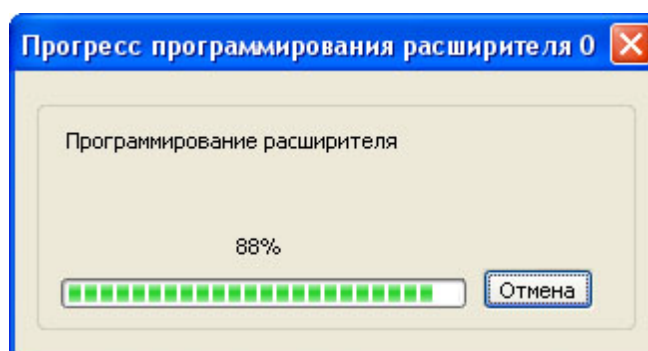 Прогресс программирования расширителя 0
Программирование расширителя
88%
Отмена